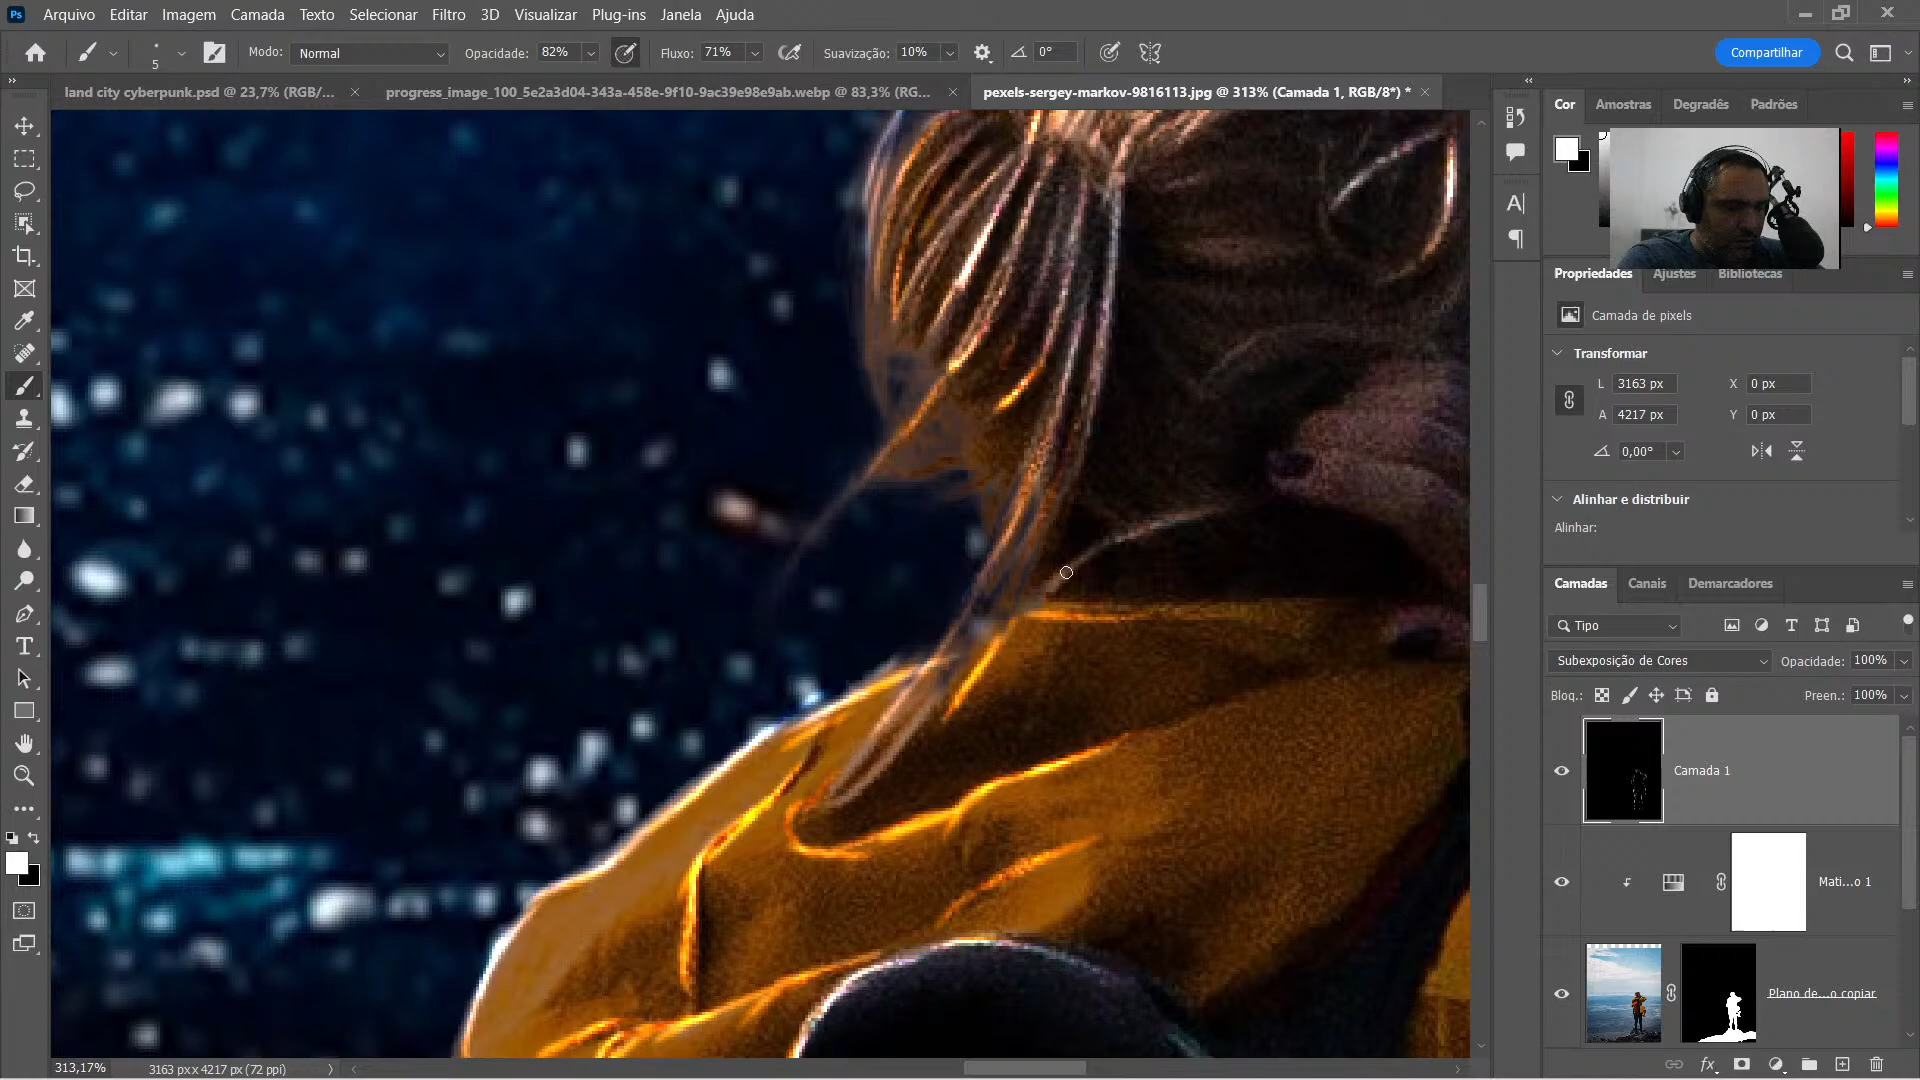 Ps Arquivo Editar Imagem Camada Texto Selecionar Filtro 3D Visualizar Plug-ins Janela Ajuda
5 Modo: Normal Opacidade: 82% Fluxo: 71% Suavização: 10% 0° Compartilhar
land city cyberpunk.psd @ 23,7% (RGB/... progress_image_100_5e2a3d04-343a-458e-9f10-9ac39e98e9ab.webp @ 83,3% (RG... pexels-sergey-markov-9816113.jpg @ 313% (Camada 1, RGB/8*) *
Cor Amostras Degradês Padrões
Propriedades Ajustes Bibliotecas
Camada de pixels
Transformar
L 3163 px X 0 px
A 4217 px Y 0 px
0,00°
Alinhar e distribuir
Alinhar:
Camadas Canais Demarcadores
Tipo
Subexposição de Cores Opacidade: 100%
Bloq.: Preen.: 100%
Camada 1
Mati...o 1
Plano de...o copiar
313,17% 3163 px x 4217 px (72 ppi)